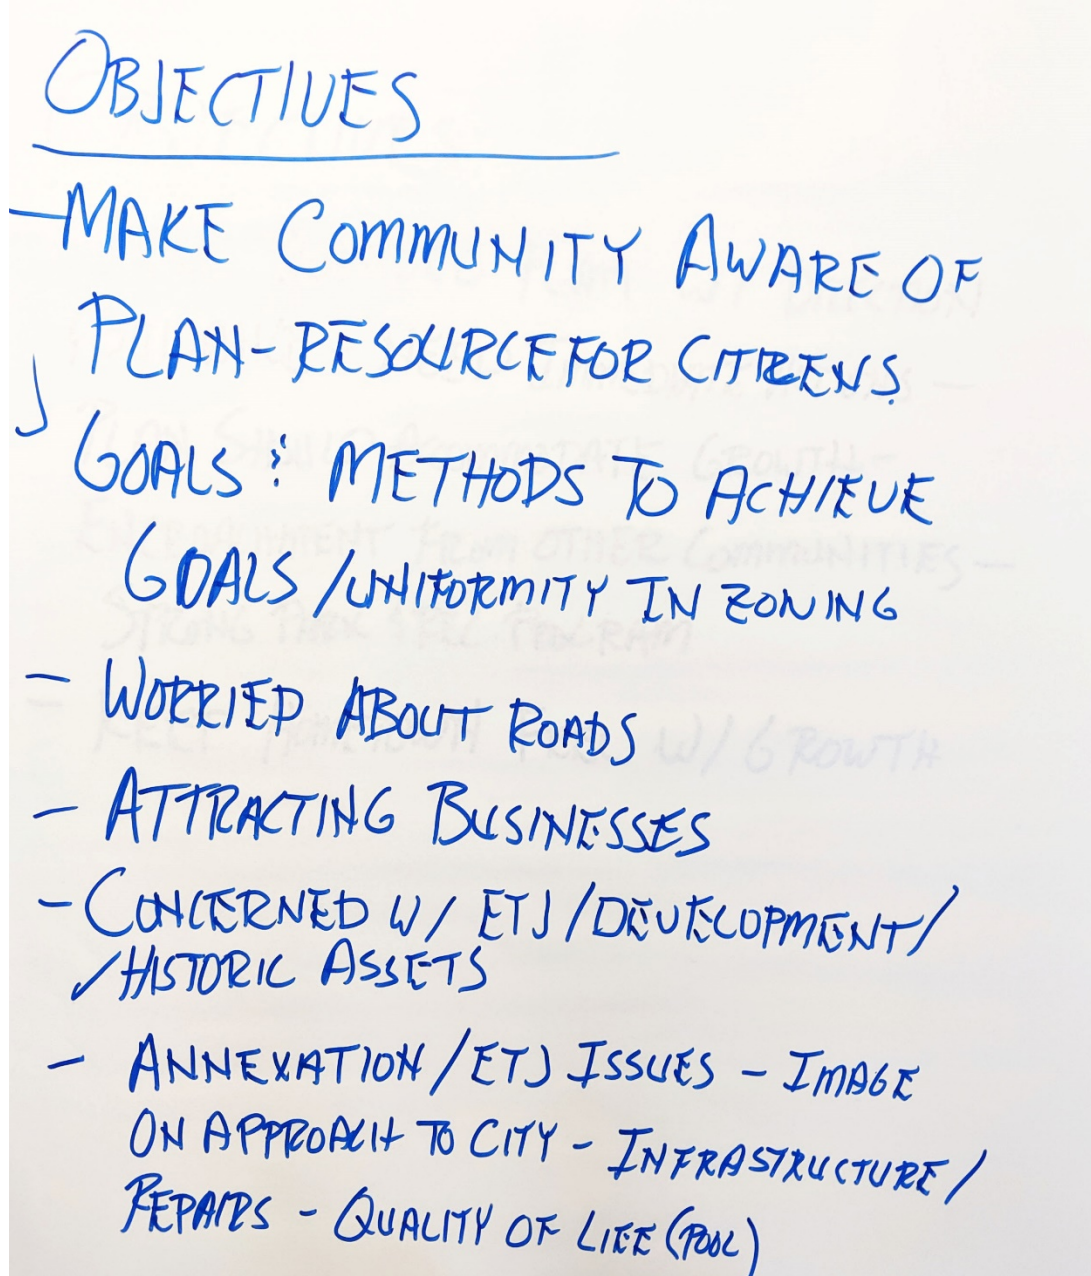 OBJECTIVES
- MAKE COMMUNITY AWARE OF
PLAN - RESOURCE FOR CITIZENS
GOALS & METHODS TO ACHIEVE
GOALS / UNIFORMITY IN ZONING
- WORRIED ABOUT ROADS
- ATTRACTING BUSINESSES
- CONCERNED W/ ETJ / DEVELOPMENT /
/ HISTORIC ASSETS
- ANNEXATION / ETJ ISSUES - IMAGE
ON APPROACH TO CITY - INFRASTRUCTURE /
REPAIRS - QUALITY OF LIFE (POOL)